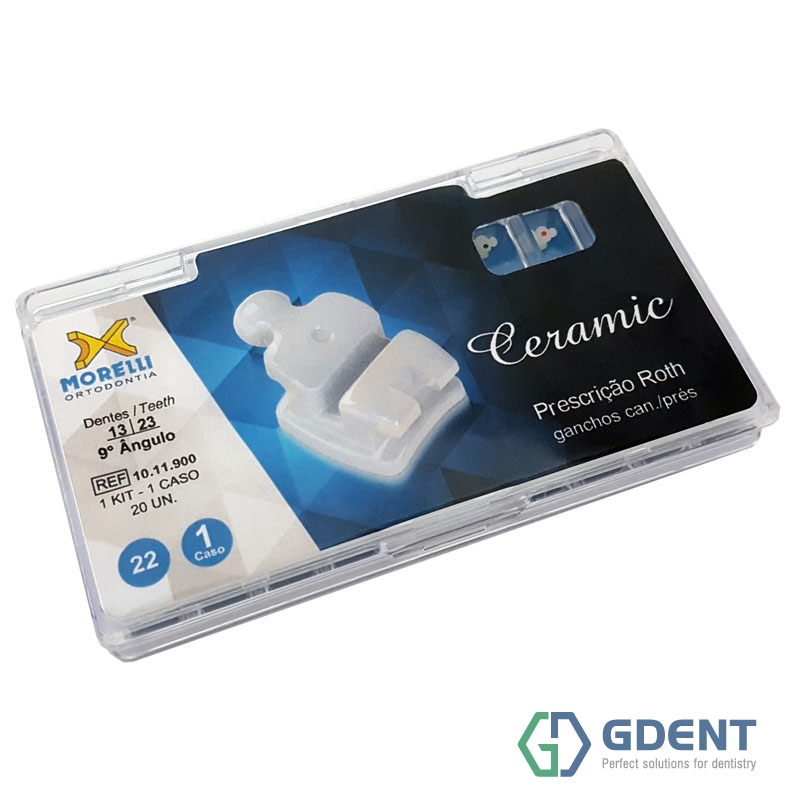 MORELLI
ORTODONTIA
Dentes / Teeth
13 | 23
9° Ângulo
REF 10.11.900
1 KIT - 1 CASO
20 UN.
22
1
Caso
Ceramic
Prescrição Roth
ganchos can./prés
GDENT
Perfect solutions for dentistry